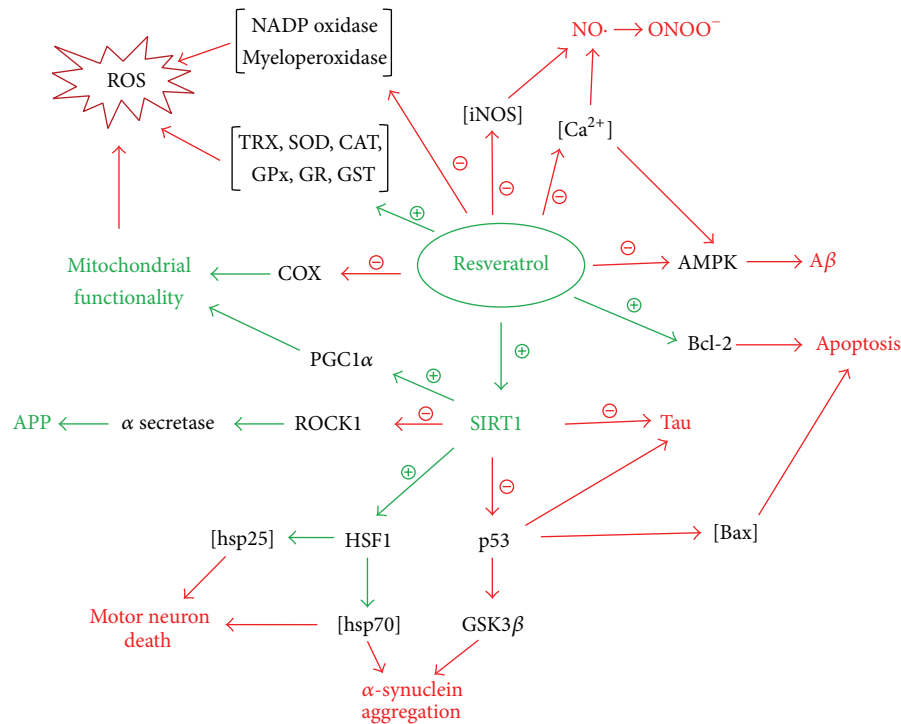 NADP oxidase
Myeloperoxidase
NO· → ONOO⁻
ROS
[iNOS]
[Ca²⁺]
TRX, SOD, CAT,
GPx, GR, GST
⊖
⊖
⊖
⊕
Mitochondrial
functionality
COX
⊖
Resveratrol
⊖
AMPK
Aβ
⊕
⊕
Bcl-2
Apoptosis
PGC1α
⊕
APP
α secretase
ROCK1
⊖
SIRT1
⊖
Tau
⊕
⊖
[hsp25]
HSF1
p53
[Bax]
Motor neuron
death
[hsp70]
GSK3β
α-synuclein
aggregation